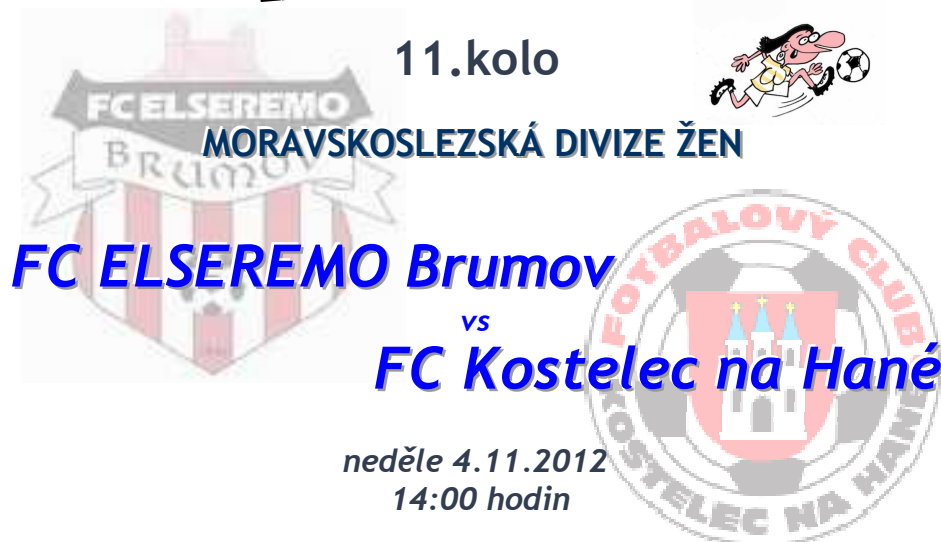 11.kolo
MORAVSKOSLEZSKÁ DIVIZE ŽEN
FC ELSEREMO
BRUMOV
FC ELSEREMO Brumov
vs
FC Kostelec na Hané
FOTBALOVÝ CLUB
KOSTELEC NA HANÉ
neděle 4.11.2012
14:00 hodin